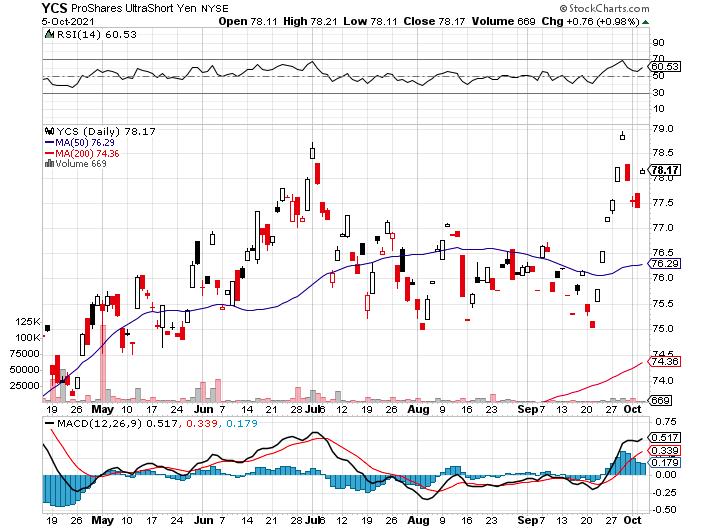 YCS ProShares UltraShort Yen NYSE
© StockCharts.com
5-Oct-2021
Open 78.11 High 78.21 Low 78.11 Close 78.17 Volume 669 Chg +0.76 (+0.98%)
RSI(14) 60.53
90
70
60.53
50
30
10
YCS (Daily) 78.17
MA(50) 76.29
MA(200) 74.36
Volume 669
79.0
78.5
78.17
78.0
77.5
77.0
76.5
76.29
76.0
75.5
75.0
74.5
74.36
74.0
669
125K
100K
75000
50000
25000
19 26 May 10 17 24 Jun 7 14 21 28 Jul 6 12 19 26 Aug 9 16 23 Sep 7 13 20 27 Oct
MACD(12,26,9) 0.517, 0.339, 0.179
0.75
0.517
0.339
0.179
0.00
-0.25
-0.50
19 26 May 10 17 24 Jun 7 14 21 28 Jul 6 12 19 26 Aug 9 16 23 Sep 7 13 20 27 Oct